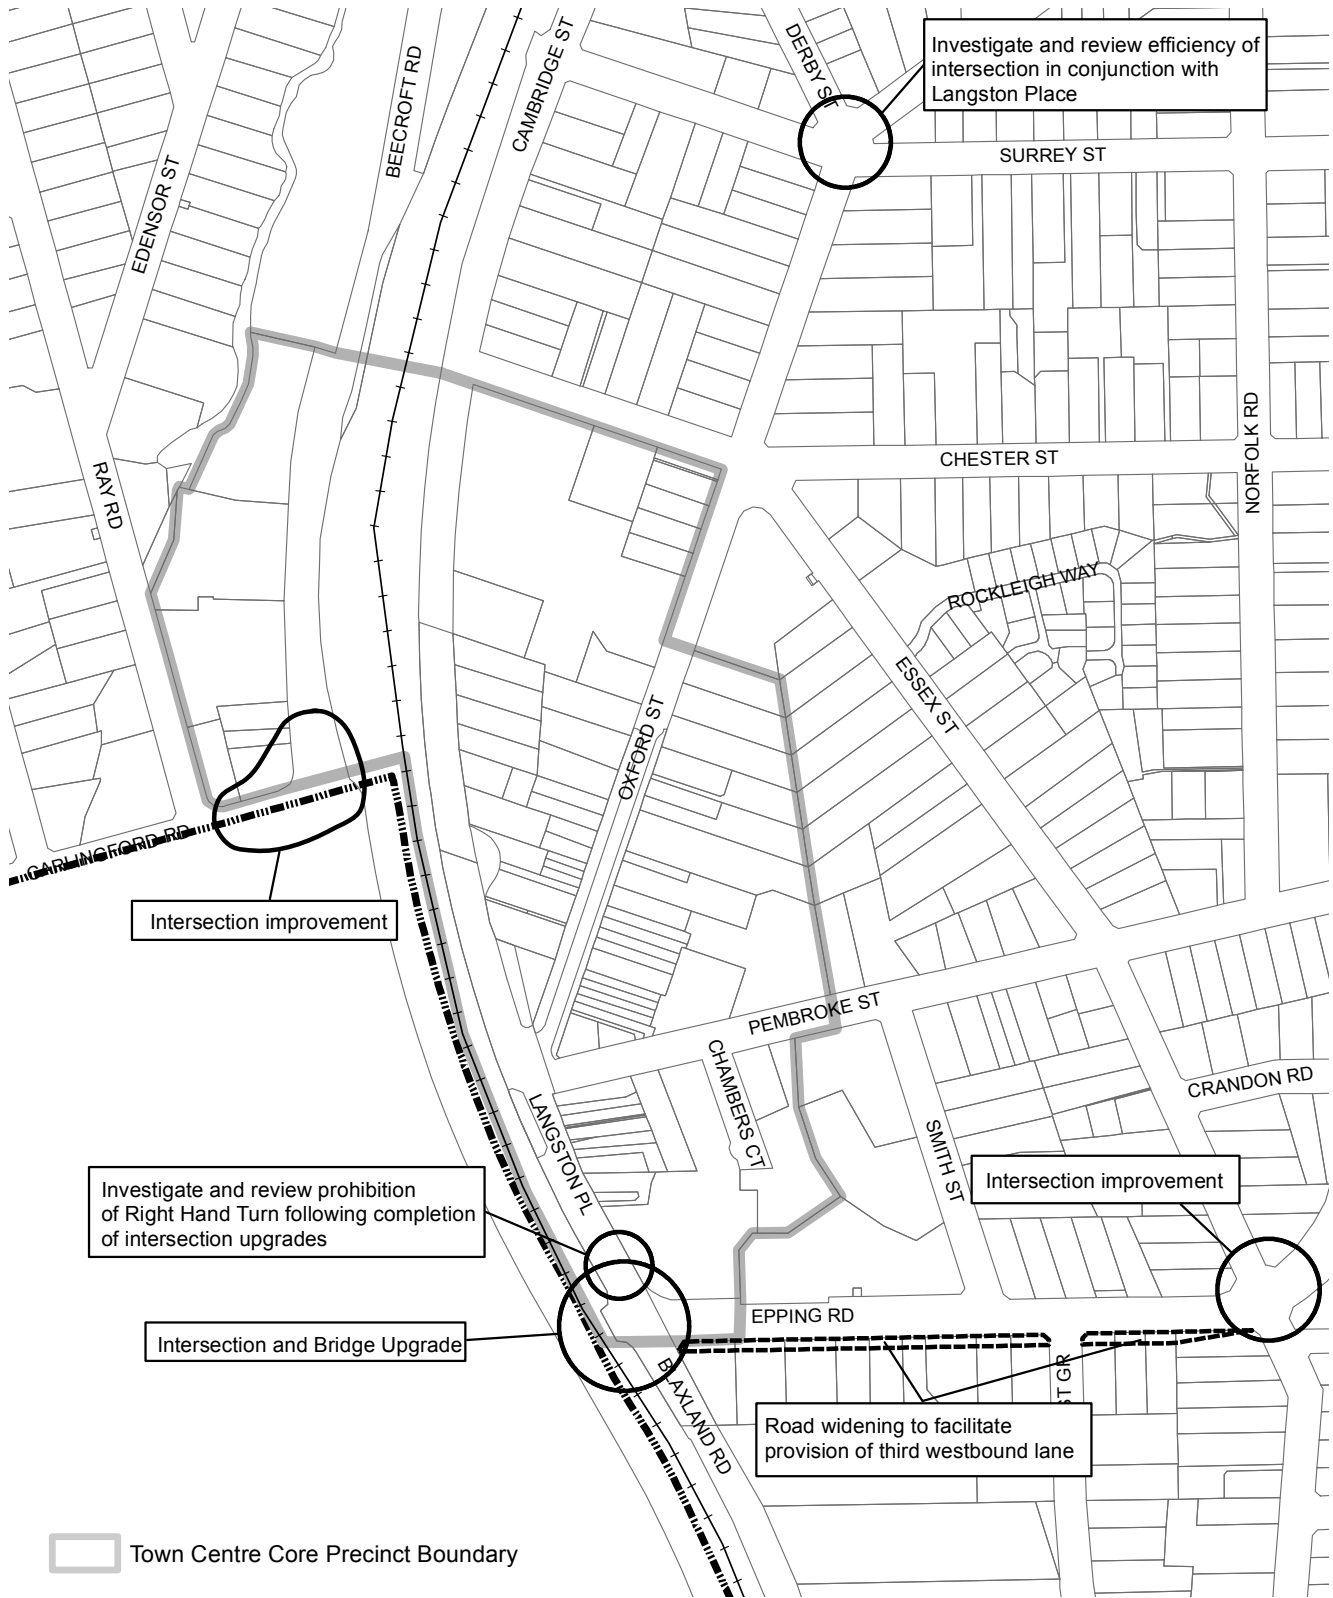 Investigate and review efficiency of
intersection in conjunction with
Langston Place
DERBY ST
CAMBRIDGE ST
BEECROFT RD
SURREY ST
EDENSOR ST
NORFOLK RD
CHESTER ST
RAY RD
ROCKLEIGH WAY
ESSEX ST
OXFORD ST
CARLINGFORD RD
Intersection improvement
PEMBROKE ST
CHAMBERS CT
CRANDON RD
LANGSTON PL
SMITH ST
Investigate and review prohibition
of Right Hand Turn following completion
of intersection upgrades
Intersection improvement
EPPING RD
Intersection and Bridge Upgrade
BLAXLAND RD
ST GR
Road widening to facilitate
provision of third westbound lane
Town Centre Core Precinct Boundary